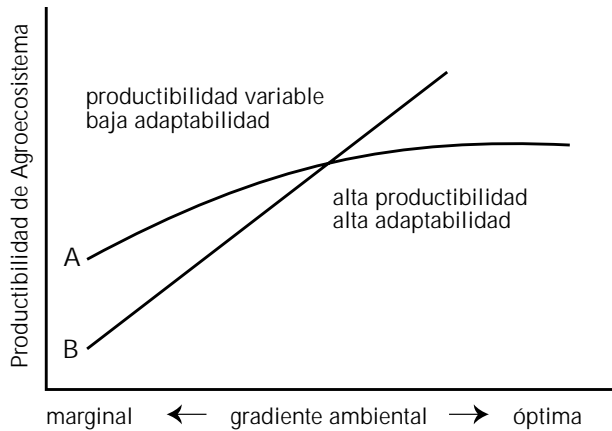 Productibilidad de Agroecosistema
productibilidad variable
baja adaptabilidad
alta productibilidad
alta adaptabilidad
A
B
marginal ← gradiente ambiental → óptima